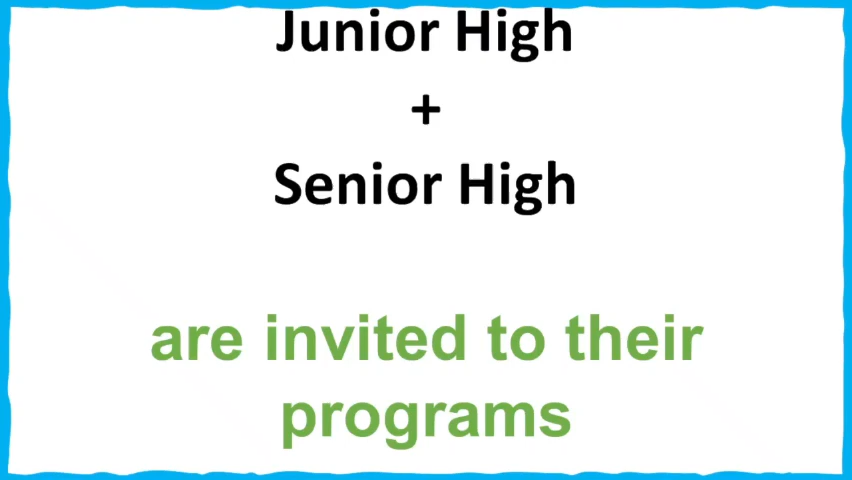 Junior High
+
Senior High
are invited to their
programs